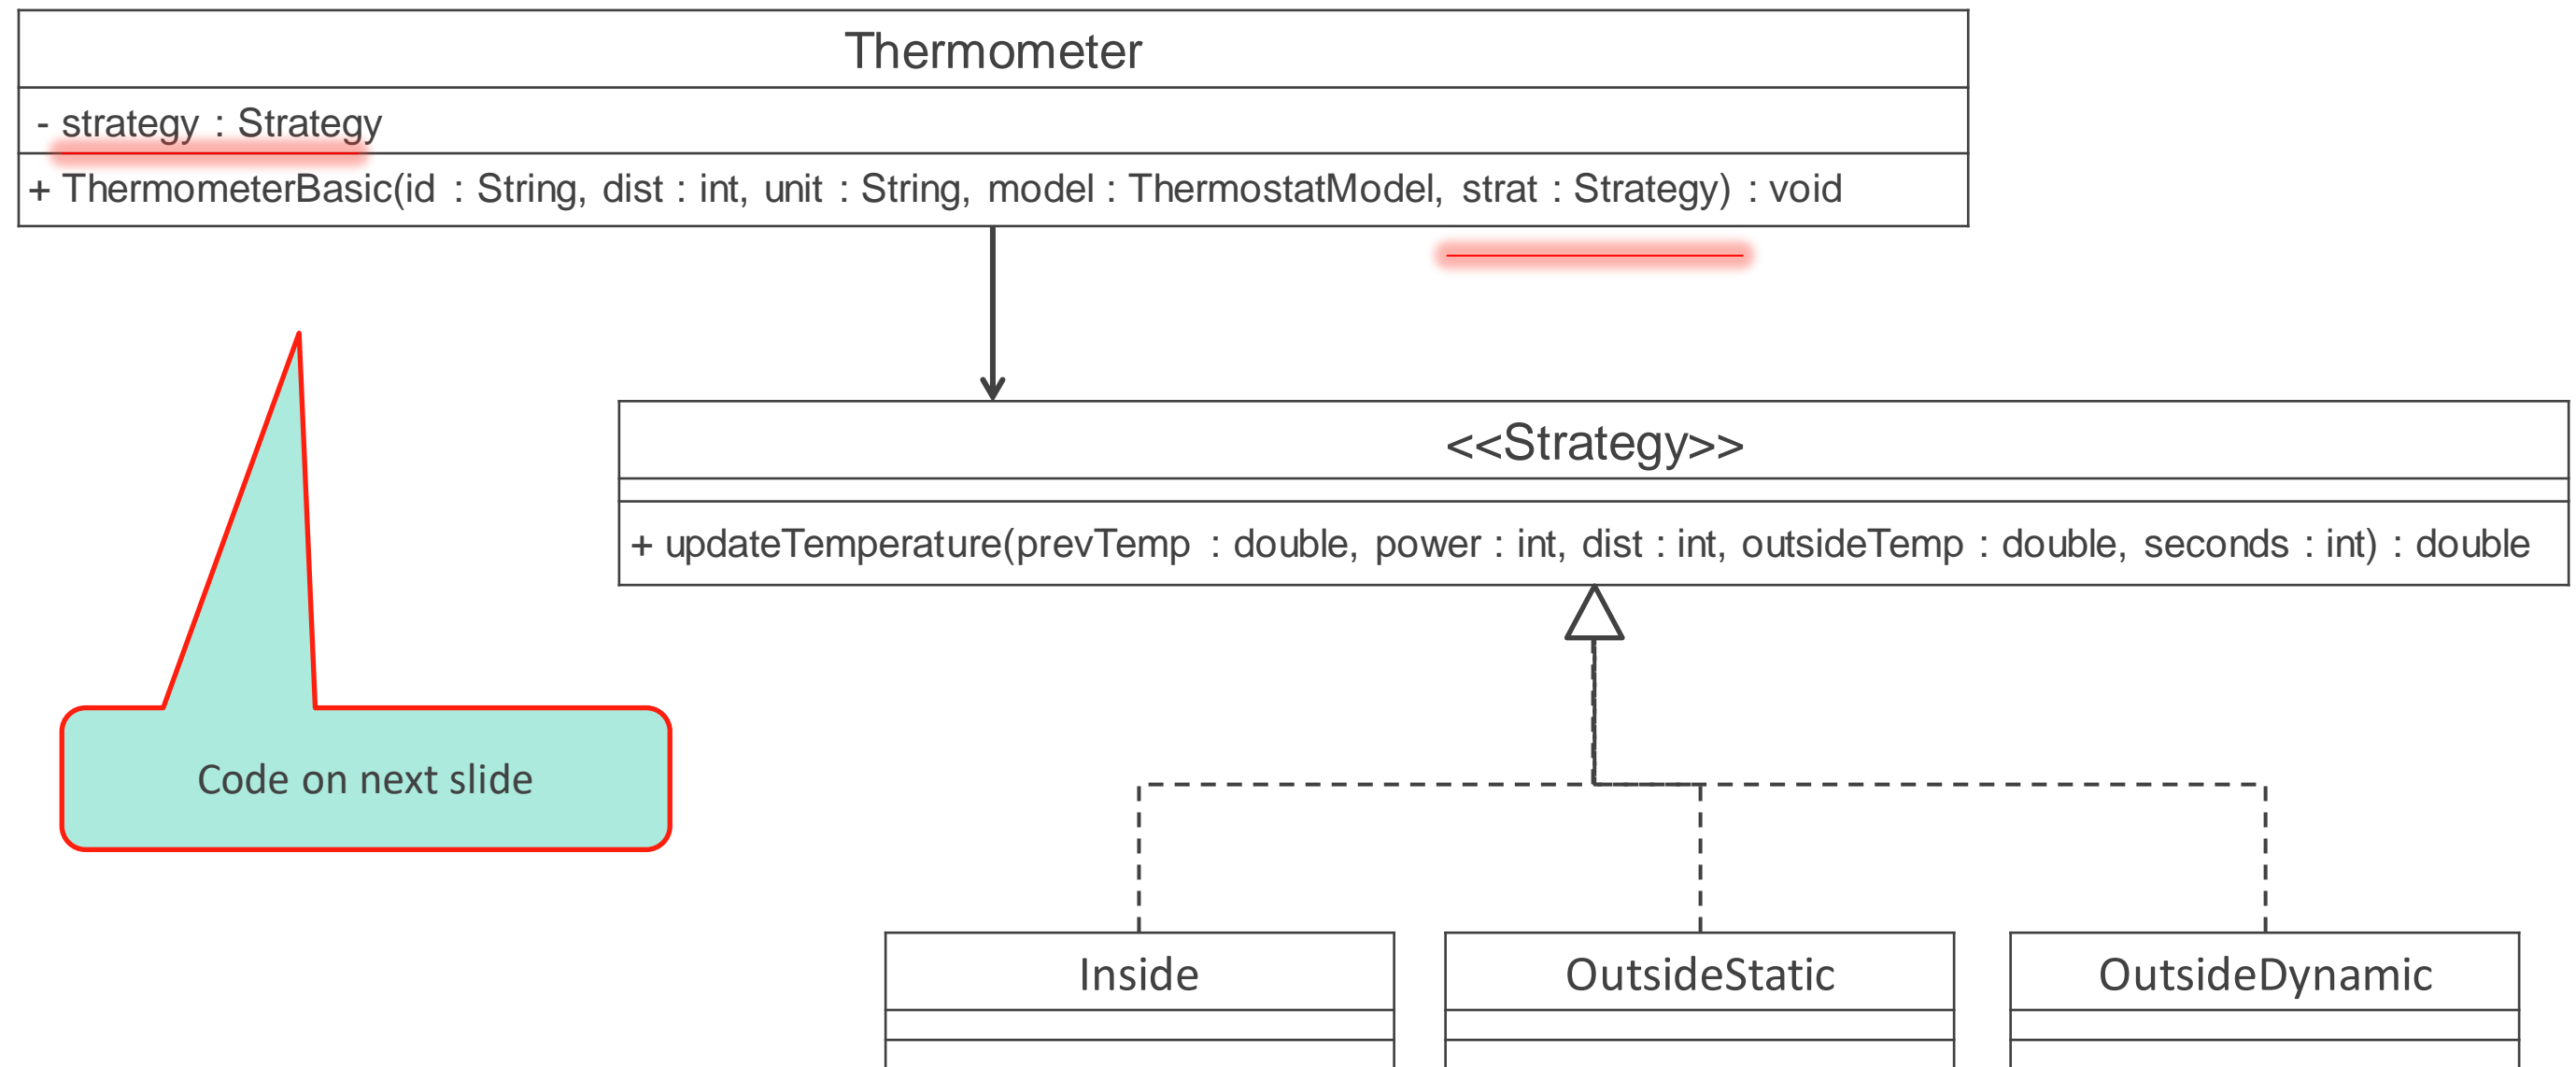 Thermometer
- strategy : Strategy
+ ThermometerBasic(id : String, dist : int, unit : String, model : ThermostatModel, strat : Strategy) : void
<<Strategy>>
+ updateTemperature(prevTemp : double, power : int, dist : int, outsideTemp : double, seconds : int) : double
Code on next slide
Inside
OutsideStatic
OutsideDynamic